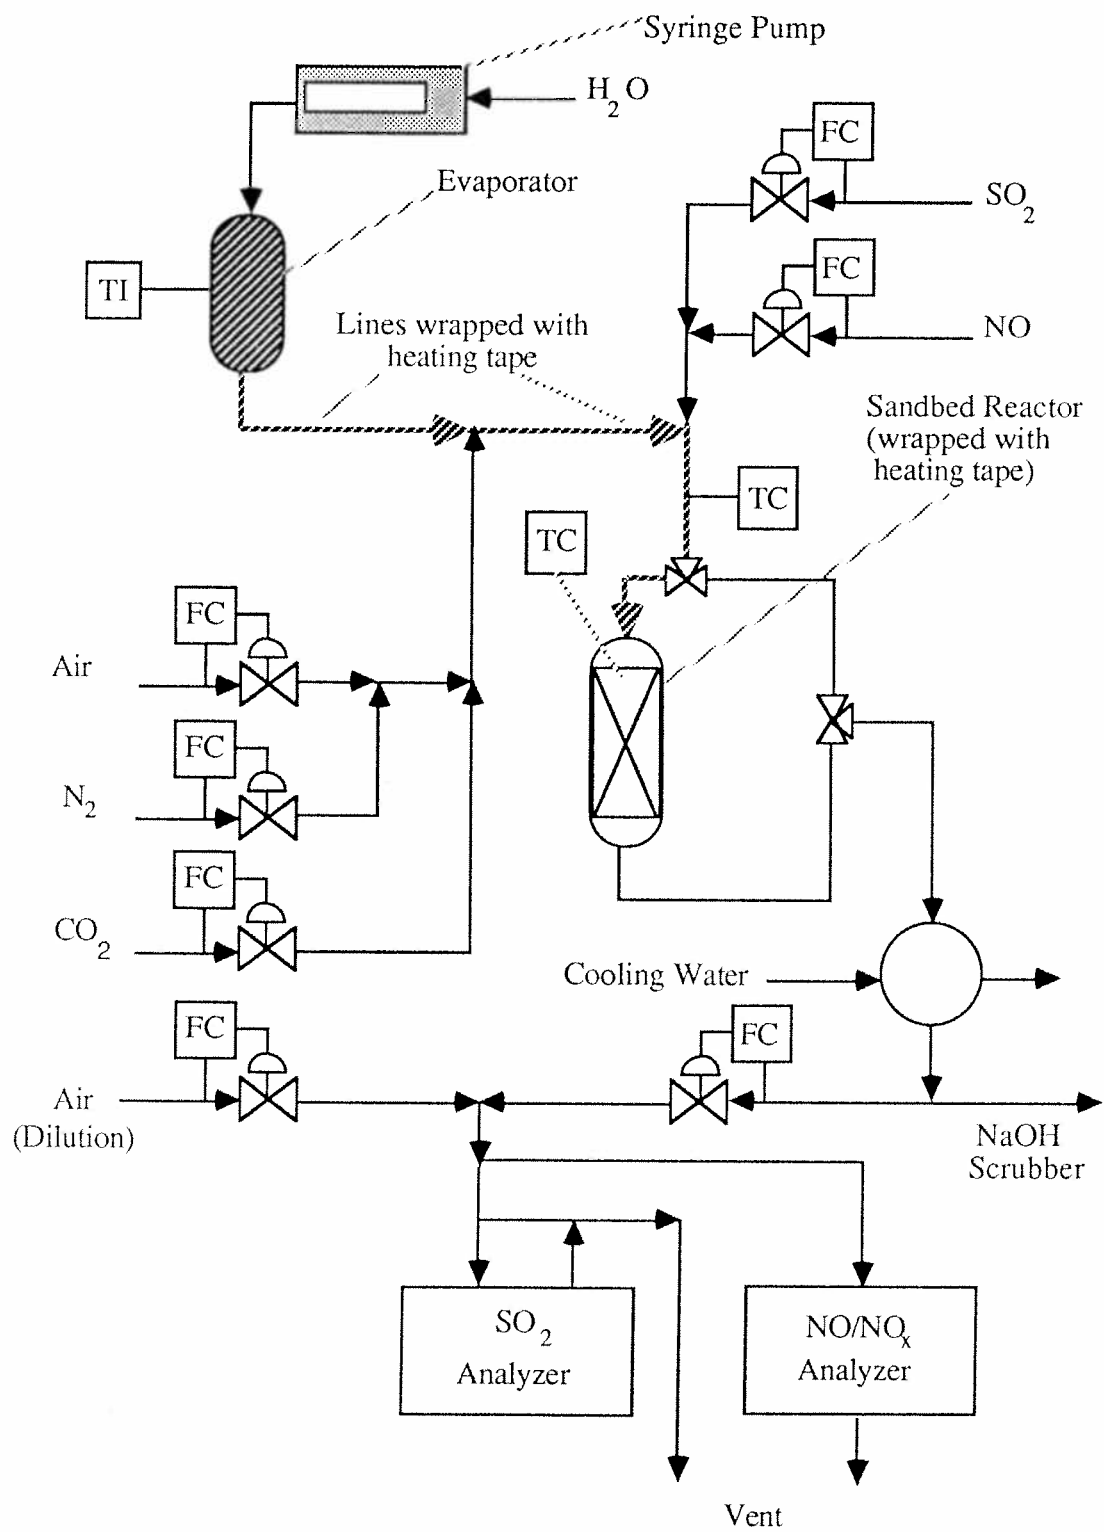 Syringe Pump
H₂O
Evaporator
TI
FC
SO₂
FC
NO
Lines wrapped with
heating tape
Sandbed Reactor
(wrapped with
heating tape)
TC
TC
FC
Air
FC
N₂
FC
CO₂
Cooling Water
FC
Air
(Dilution)
FC
NaOH
Scrubber
SO₂
Analyzer
NO/NOₓ
Analyzer
Vent